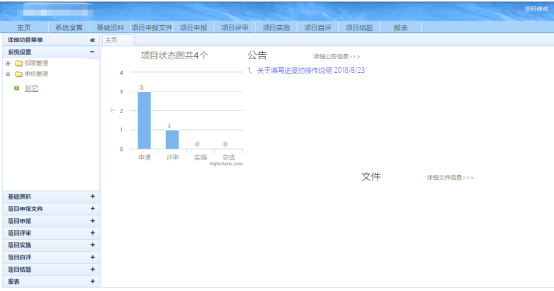 密码修改
主页 系统设置 基础资料 项目申报文件 项目申报 项目评审 项目实施 项目自评 项目结题 报表
详细功能菜单 «
主页
系统设置
权限管理
审核管理
其它
基础资料 +
项目申报文件 +
项目申报 +
项目评审 +
项目实施 +
项目自评 +
项目结题 +
报表 +
项目状态图共4个
4
3
2
1
0
3
1
0
0
申请 评审 实施 总结
Highcharts.com
公告 详细公告信息>>>
1、关于填写进度的操作说明 2018/8/23
文件 详细文件信息>>>